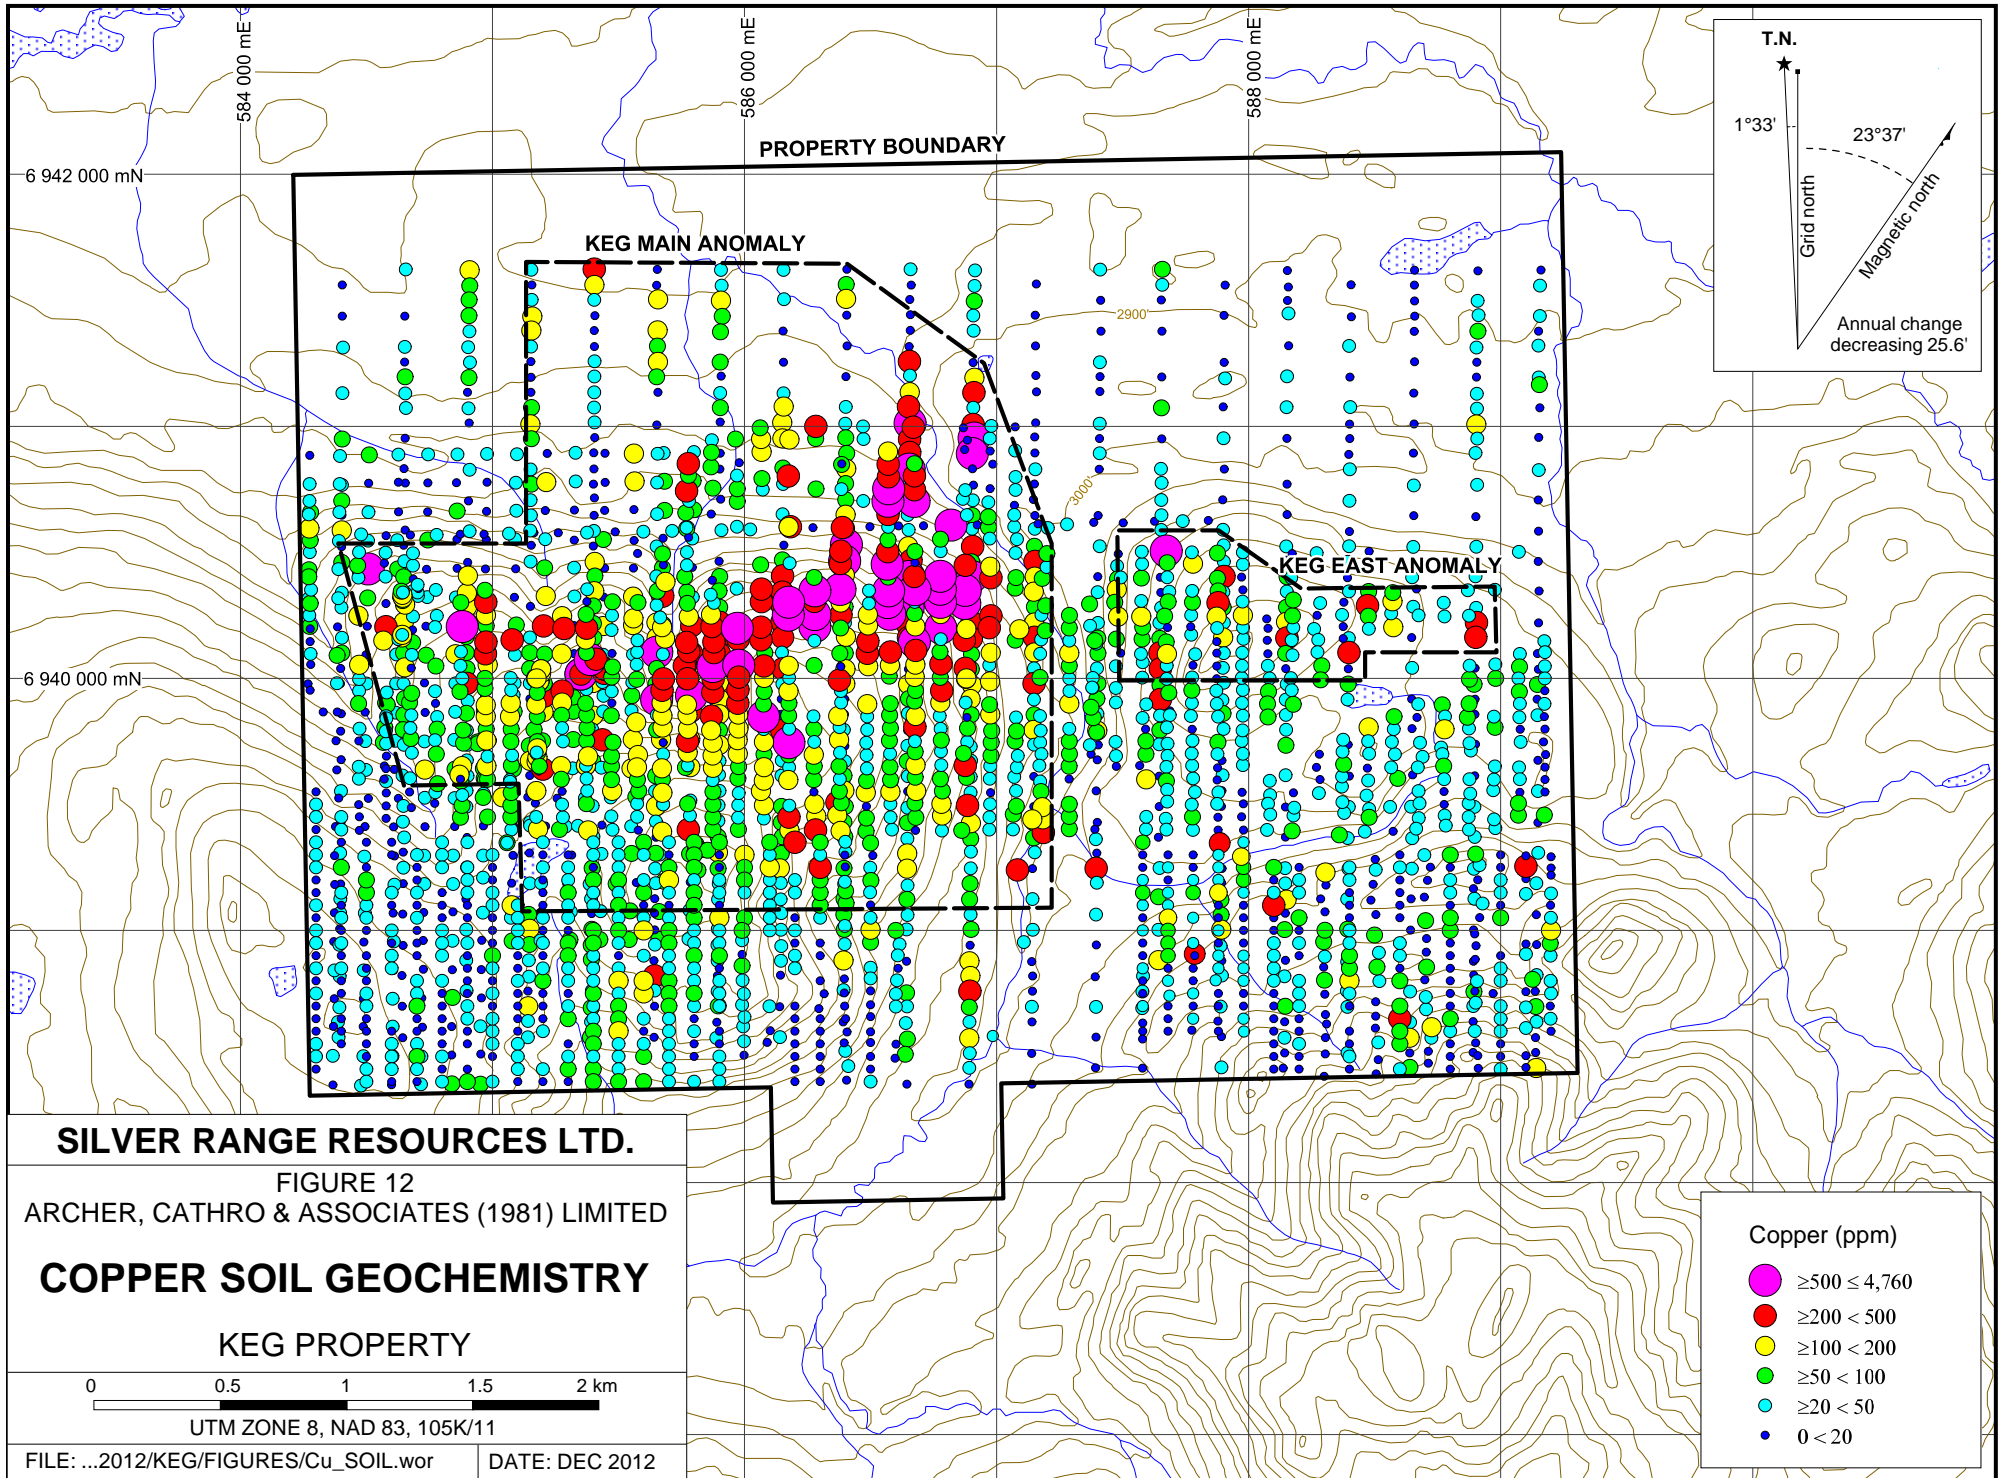 584 000 mE
586 000 mE
588 000 mE
T.N.
1°33'
23°37'
Grid north
Magnetic north
Annual change
decreasing 25.6'
PROPERTY BOUNDARY
6 942 000 mN
KEG MAIN ANOMALY
2900'
3000'
KEG EAST ANOMALY
6 940 000 mN
SILVER RANGE RESOURCES LTD.
FIGURE 12
ARCHER, CATHRO & ASSOCIATES (1981) LIMITED
COPPER SOIL GEOCHEMISTRY
KEG PROPERTY
0 0.5 1 1.5 2 km
UTM ZONE 8, NAD 83, 105K/11
FILE: ...2012/KEG/FIGURES/Cu_SOIL.wor
DATE: DEC 2012
Copper (ppm)
≥500 ≤ 4,760
≥200 < 500
≥100 < 200
≥50 < 100
≥20 < 50
0 < 20